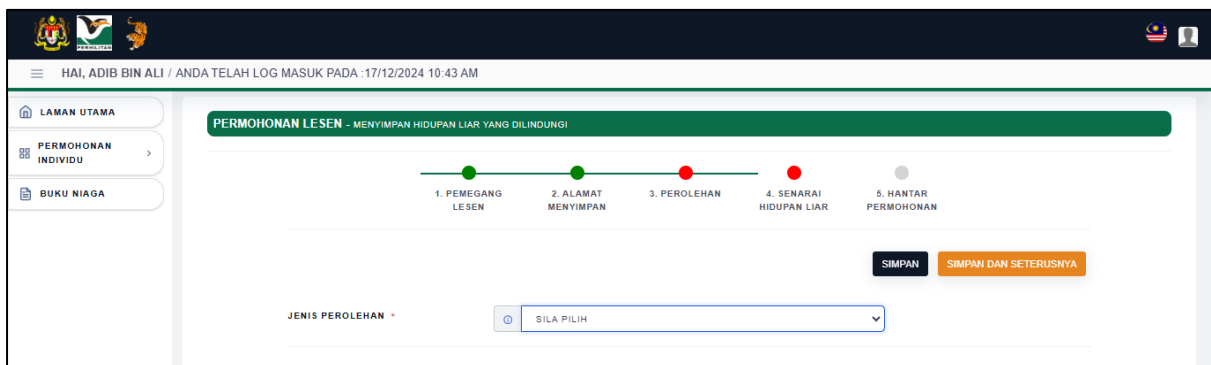 PERHILITAN
HAI, ADIB BIN ALI / ANDA TELAH LOG MASUK PADA :17/12/2024 10:43 AM
LAMAN UTAMA
PERMOHONAN
INDIVIDU
BUKU NIAGA
PERMOHONAN LESEN - MENYIMPAN HIDUPAN LIAR YANG DILINDUNGI
1. PEMEGANG
LESEN
2. ALAMAT
MENYIMPAN
3. PEROLEHAN
4. SENARAI
HIDUPAN LIAR
5. HANTAR
PERMOHONAN
SIMPAN
SIMPAN DAN SETERUSNYA
JENIS PEROLEHAN *
SILA PILIH